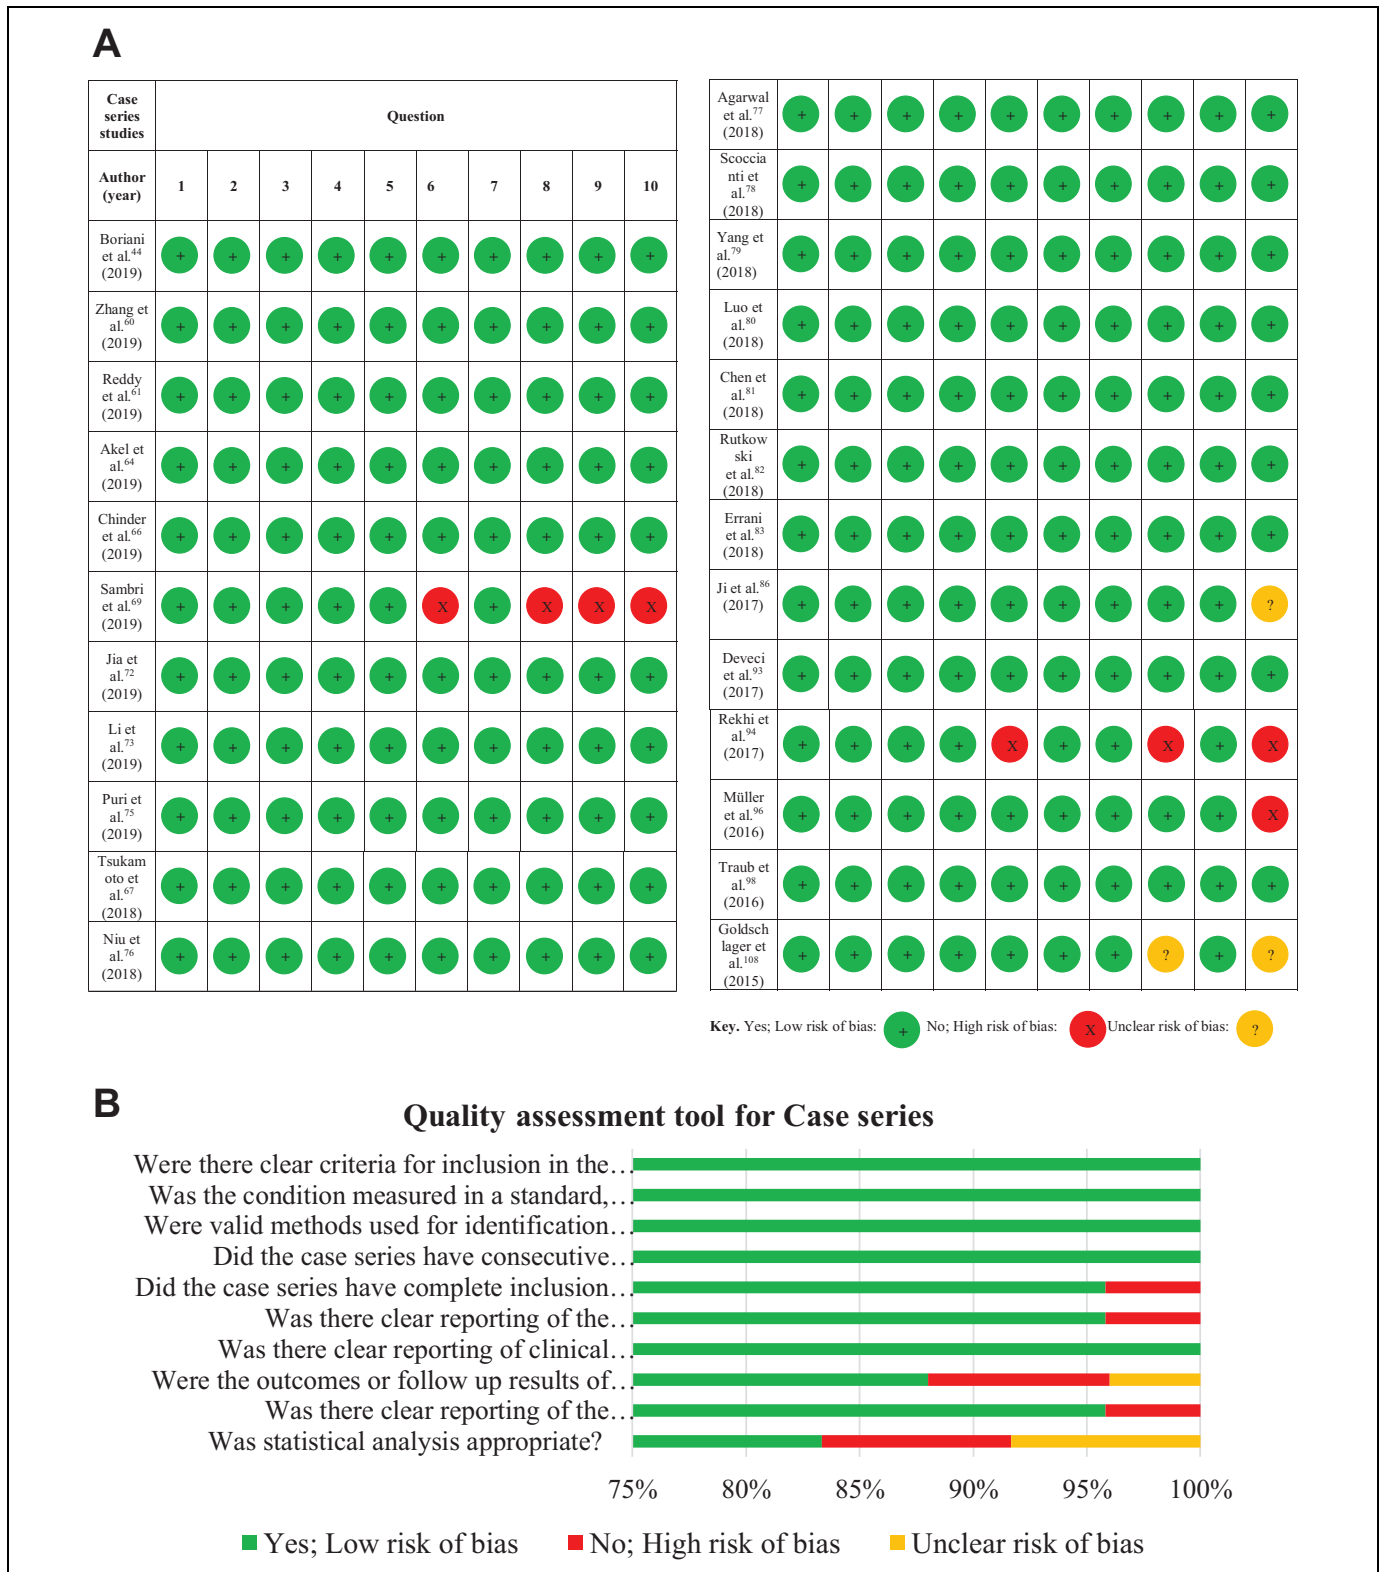 A
Case
series
studies
Question
Author
(year)
1 2 3 4 5 6 7 8 9 10
Boriani
et al.44
(2019)
+ + + + + + + + + +
Zhang et
al.60
(2019)
+ + + + + + + + + +
Reddy
et al.61
(2019)
+ + + + + + + + + +
Akel et
al.64
(2019)
+ + + + + + + + + +
Chinder
et al.66
(2019)
+ + + + + + + + + +
Sambri
et al.69
(2019)
+ + + + + X + X X X
Jia et
al.72
(2019)
+ + + + + + + + + +
Li et
al.73
(2019)
+ + + + + + + + + +
Puri et
al.75
(2019)
+ + + + + + + + + +
Tsukam
oto et
al.67
(2018)
+ + + + + + + + + +
Niu et
al.76
(2018)
+ + + + + + + + + +
Agarwal
et al.77
(2018)
+ + + + + + + + + +
Scoccia
nti et
al.78
(2018)
+ + + + + + + + + +
Yang et
al.79
(2018)
+ + + + + + + + + +
Luo et
al.80
(2018)
+ + + + + + + + + +
Chen et
al.81
(2018)
+ + + + + + + + + +
Rutkow
ski
et al.82
(2018)
+ + + + + + + + + +
Errani
et al.83
(2018)
+ + + + + + + + + +
Ji et al.86
(2017)
+ + + + + + + + + ?
Deveci
et al.93
(2017)
+ + + + + + + + + +
Rekhi et
al.94
(2017)
+ + + + X + + X + X
Müller
et al.96
(2016)
+ + + + + + + + + X
Traub et
al.98
(2016)
+ + + + + + + + + +
Goldsch
lager et
al.108
(2015)
+ + + + + + + ? + ?
Key. Yes; Low risk of bias: + No; High risk of bias: X Unclear risk of bias: ?
B
Quality assessment tool for Case series
Were there clear criteria for inclusion in the…
Was the condition measured in a standard,…
Were valid methods used for identification…
Did the case series have consecutive…
Did the case series have complete inclusion…
Was there clear reporting of the…
Was there clear reporting of clinical…
Were the outcomes or follow up results of…
Was there clear reporting of the…
Was statistical analysis appropriate?
75% 80% 85% 90% 95% 100%
Yes; Low risk of bias No; High risk of bias Unclear risk of bias